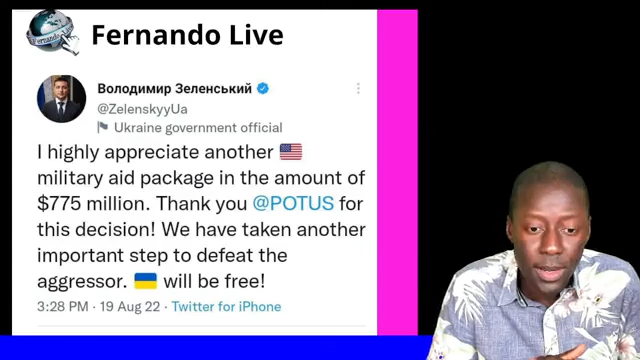 Fernando Live
Володимир Зеленський
@ZelenskyyUa
Ukraine government official
I highly appreciate another 🇺🇸
military aid package in the amount of
$775 million. Thank you @POTUS for
this decision! We have taken another
important step to defeat the
aggressor. 🇺🇦 will be free!
3:28 PM · 19 Aug 22 · Twitter for iPhone